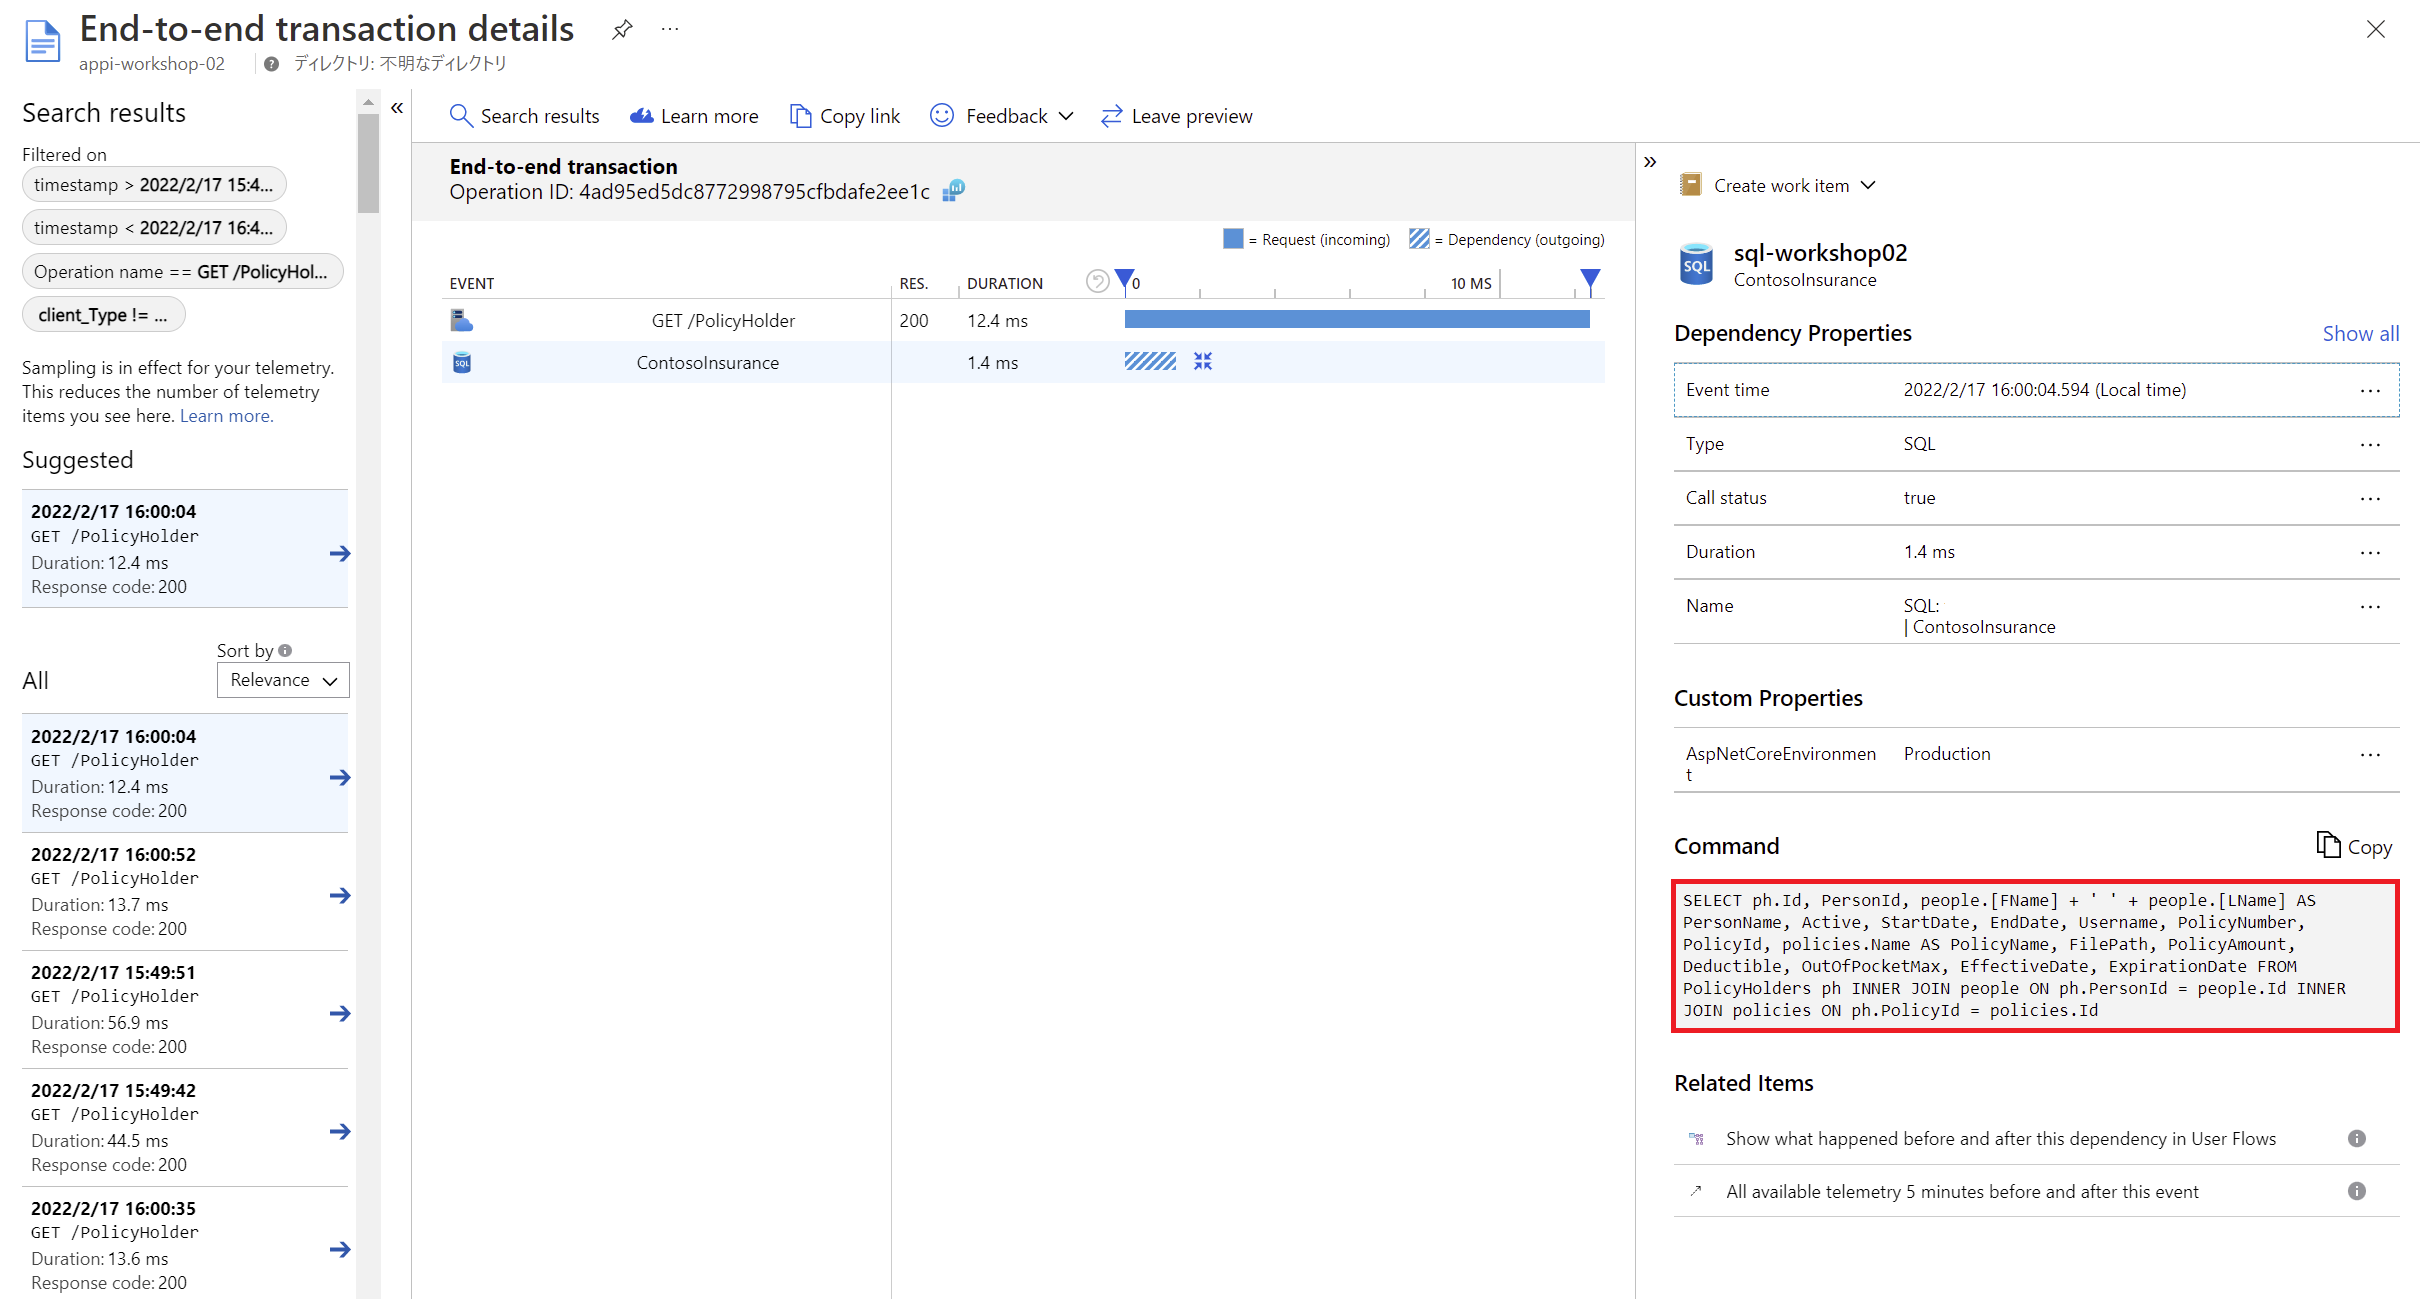 End-to-end transaction details
appi-workshop-02
ディレクトリ: 不明なディレクトリ
Search results
Filtered on
timestamp > 2022/2/17 15:4...
timestamp < 2022/2/17 16:4...
Operation name == GET /PolicyHol...
client_Type != ...
Sampling is in effect for your telemetry.
This reduces the number of telemetry
items you see here. Learn more.
Suggested
2022/2/17 16:00:04
GET /PolicyHolder
Duration: 12.4 ms
Response code: 200
Sort by
All
Relevance
2022/2/17 16:00:04
GET /PolicyHolder
Duration: 12.4 ms
Response code: 200
2022/2/17 16:00:52
GET /PolicyHolder
Duration: 13.7 ms
Response code: 200
2022/2/17 15:49:51
GET /PolicyHolder
Duration: 56.9 ms
Response code: 200
2022/2/17 15:49:42
GET /PolicyHolder
Duration: 44.5 ms
Response code: 200
2022/2/17 16:00:35
GET /PolicyHolder
Duration: 13.6 ms
Response code: 200
Search results Learn more Copy link Feedback Leave preview
End-to-end transaction
Operation ID: 4ad95ed5dc8772998795cfbdafe2ee1c
= Request (incoming) = Dependency (outgoing)
EVENT RES. DURATION 0 10 MS
GET /PolicyHolder 200 12.4 ms
ContosoInsurance 1.4 ms
Create work item
SQL
sql-workshop02
ContosoInsurance
Dependency Properties Show all
Event time 2022/2/17 16:00:04.594 (Local time) ...
Type SQL ...
Call status true ...
Duration 1.4 ms ...
Name SQL: ...
| ContosoInsurance
Custom Properties
AspNetCoreEnvironmen Production ...
t
Command Copy
SELECT ph.Id, PersonId, people.[FName] + ' ' + people.[LName] AS
PersonName, Active, StartDate, EndDate, Username, PolicyNumber,
PolicyId, policies.Name AS PolicyName, FilePath, PolicyAmount,
Deductible, OutOfPocketMax, EffectiveDate, ExpirationDate FROM
PolicyHolders ph INNER JOIN people ON ph.PersonId = people.Id INNER
JOIN policies ON ph.PolicyId = policies.Id
Related Items
Show what happened before and after this dependency in User Flows
All available telemetry 5 minutes before and after this event